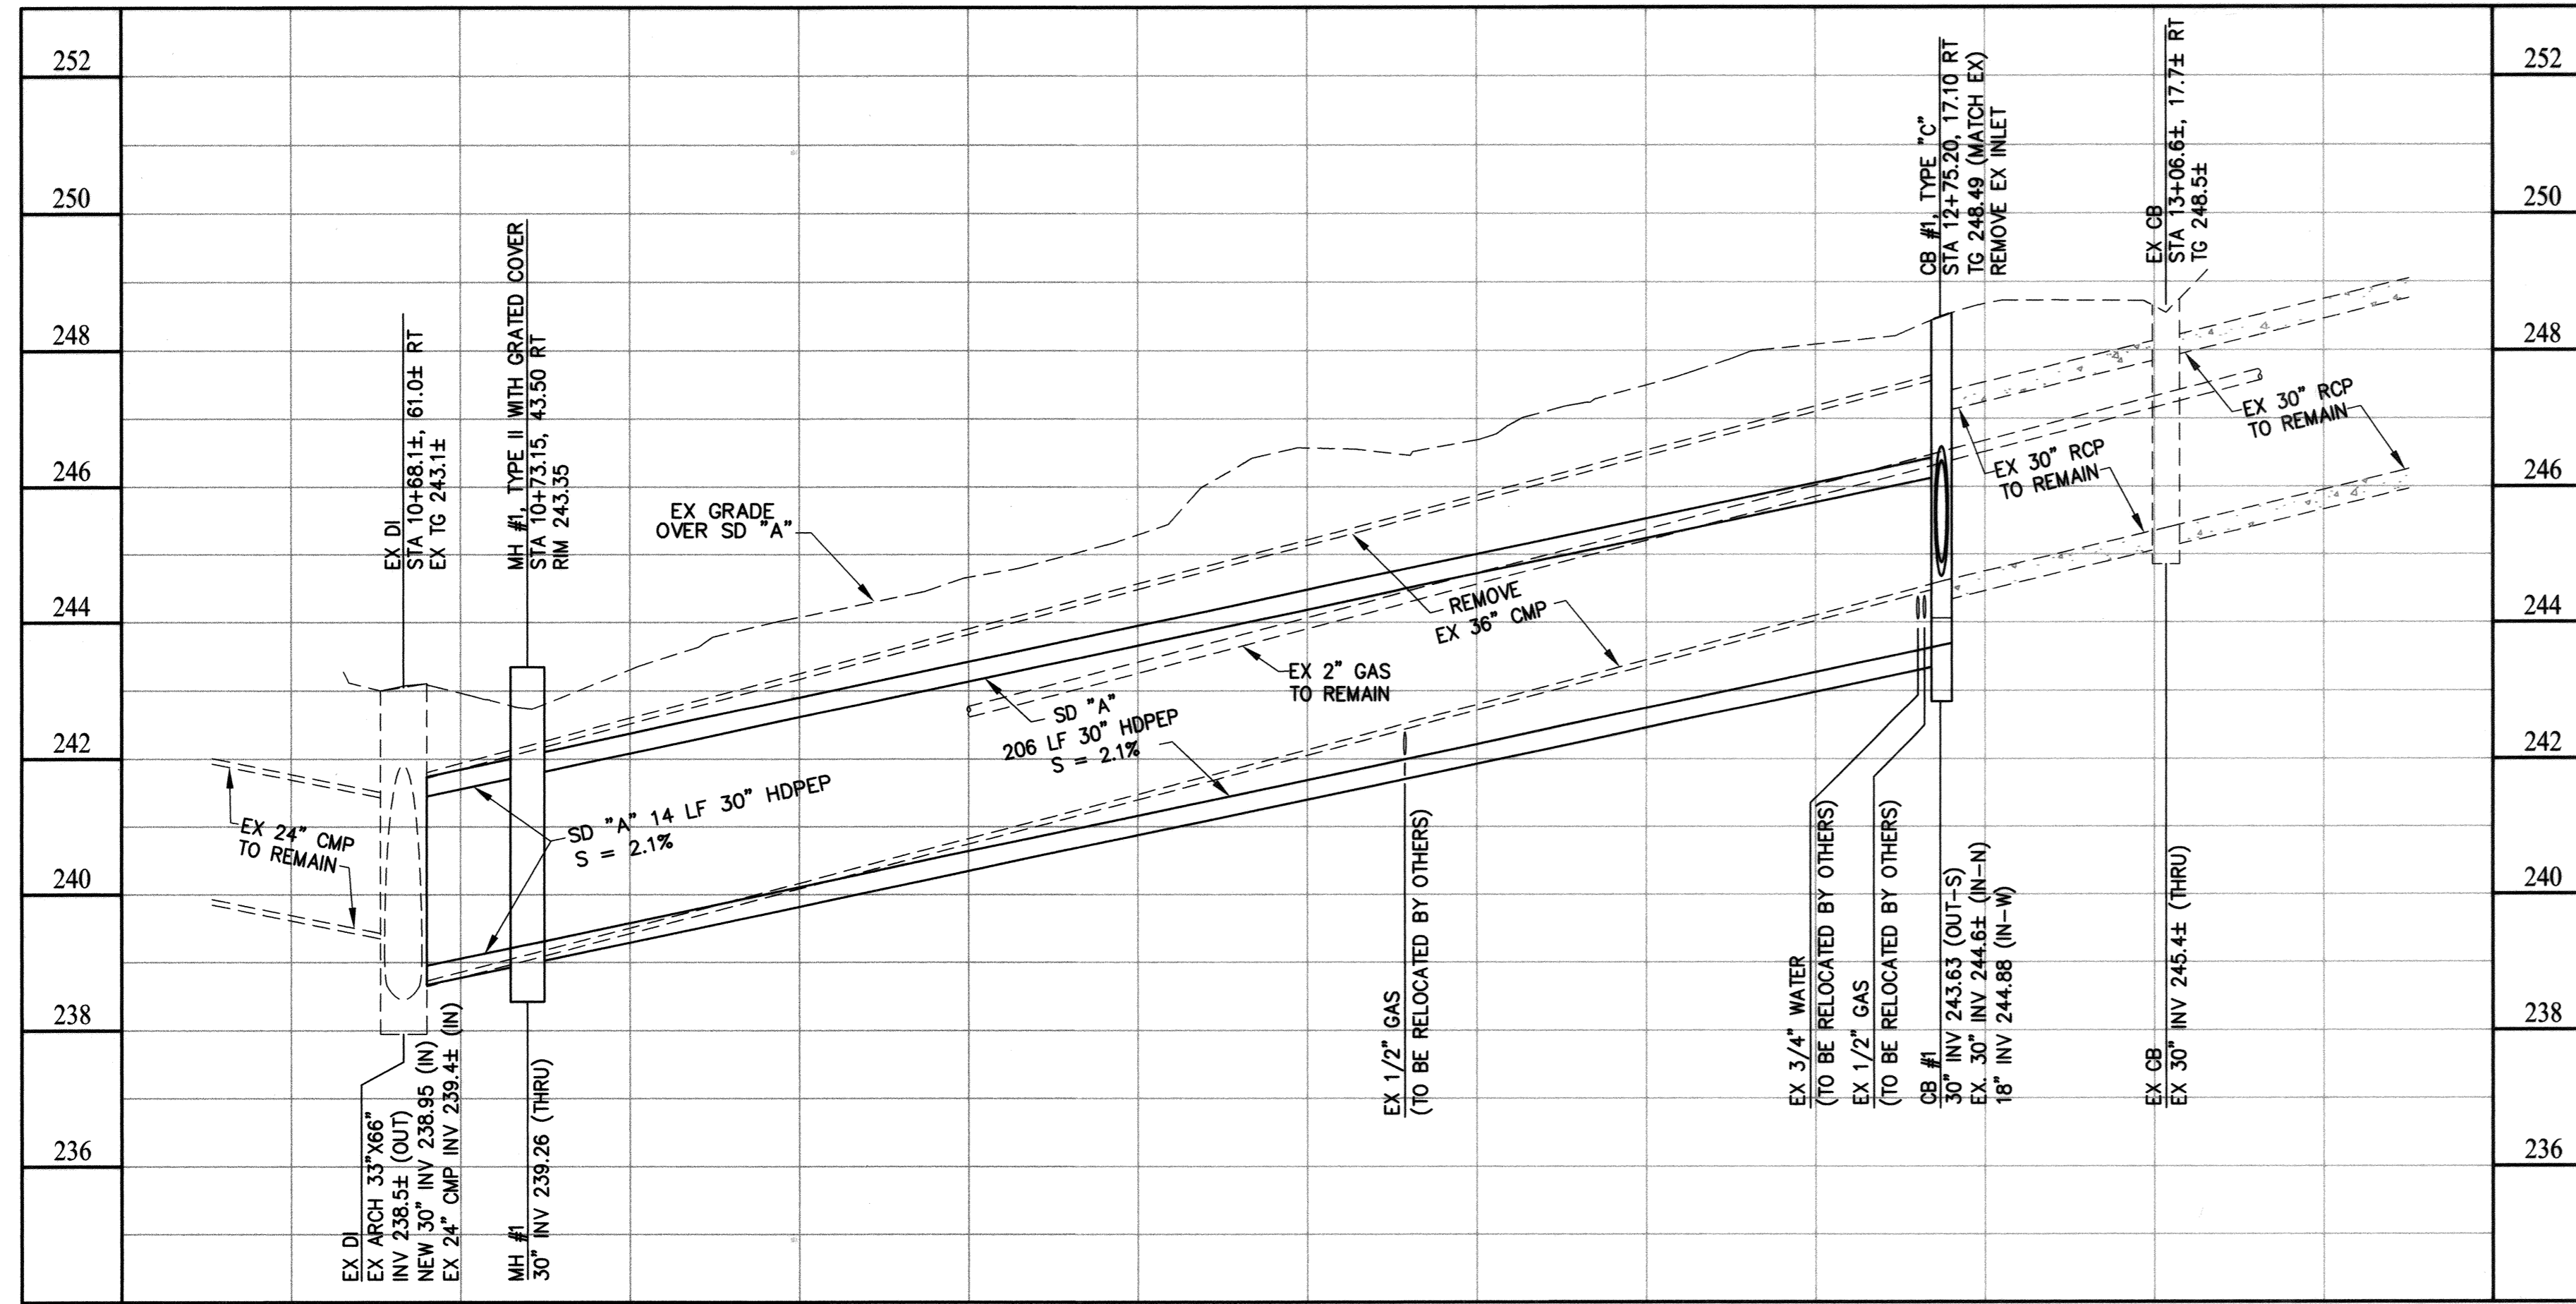 252
250
248
246
244
242
240
238
236
EX DI
STA 10+68.1±, 61.0± RT
EX TG 243.1±
MH #1, TYPE II WITH GRATED COVER
STA 10+73.15, 43.50 RT
RIM 243.35
EX GRADE
OVER SD "A"
CB #1, TYPE "C"
STA 12+75.20, 17.10 RT
TG 248.49 (MATCH EX)
REMOVE EX INLET
EX CB
STA 13+06.6±, 17.7± RT
TG 248.5±
EX 30" RCP
TO REMAIN
EX 30" RCP
TO REMAIN
REMOVE
EX 36" CMP
EX 2" GAS
TO REMAIN
SD "A"
206 LF 30" HDPEP
S = 2.1%
SD "A" 14 LF 30" HDPEP
S = 2.1%
EX 24" CMP
TO REMAIN
EX DI
EX ARCH 33"X66"
INV 238.5± (OUT)
NEW 30" INV 238.95 (IN)
EX 24" CMP INV 239.4± (IN)
MH #1
30" INV 239.26 (THRU)
EX 1/2" GAS
(TO BE RELOCATED BY OTHERS)
EX 3/4" WATER
(TO BE RELOCATED BY OTHERS)
EX 1/2" GAS
(TO BE RELOCATED BY OTHERS)
CB #1
30" INV 243.63 (OUT-S)
EX. 30" INV 244.6± (IN-N)
18" INV 244.88 (IN-W)
EX CB
EX 30" INV 245.4± (THRU)
252
250
248
246
244
242
240
238
236